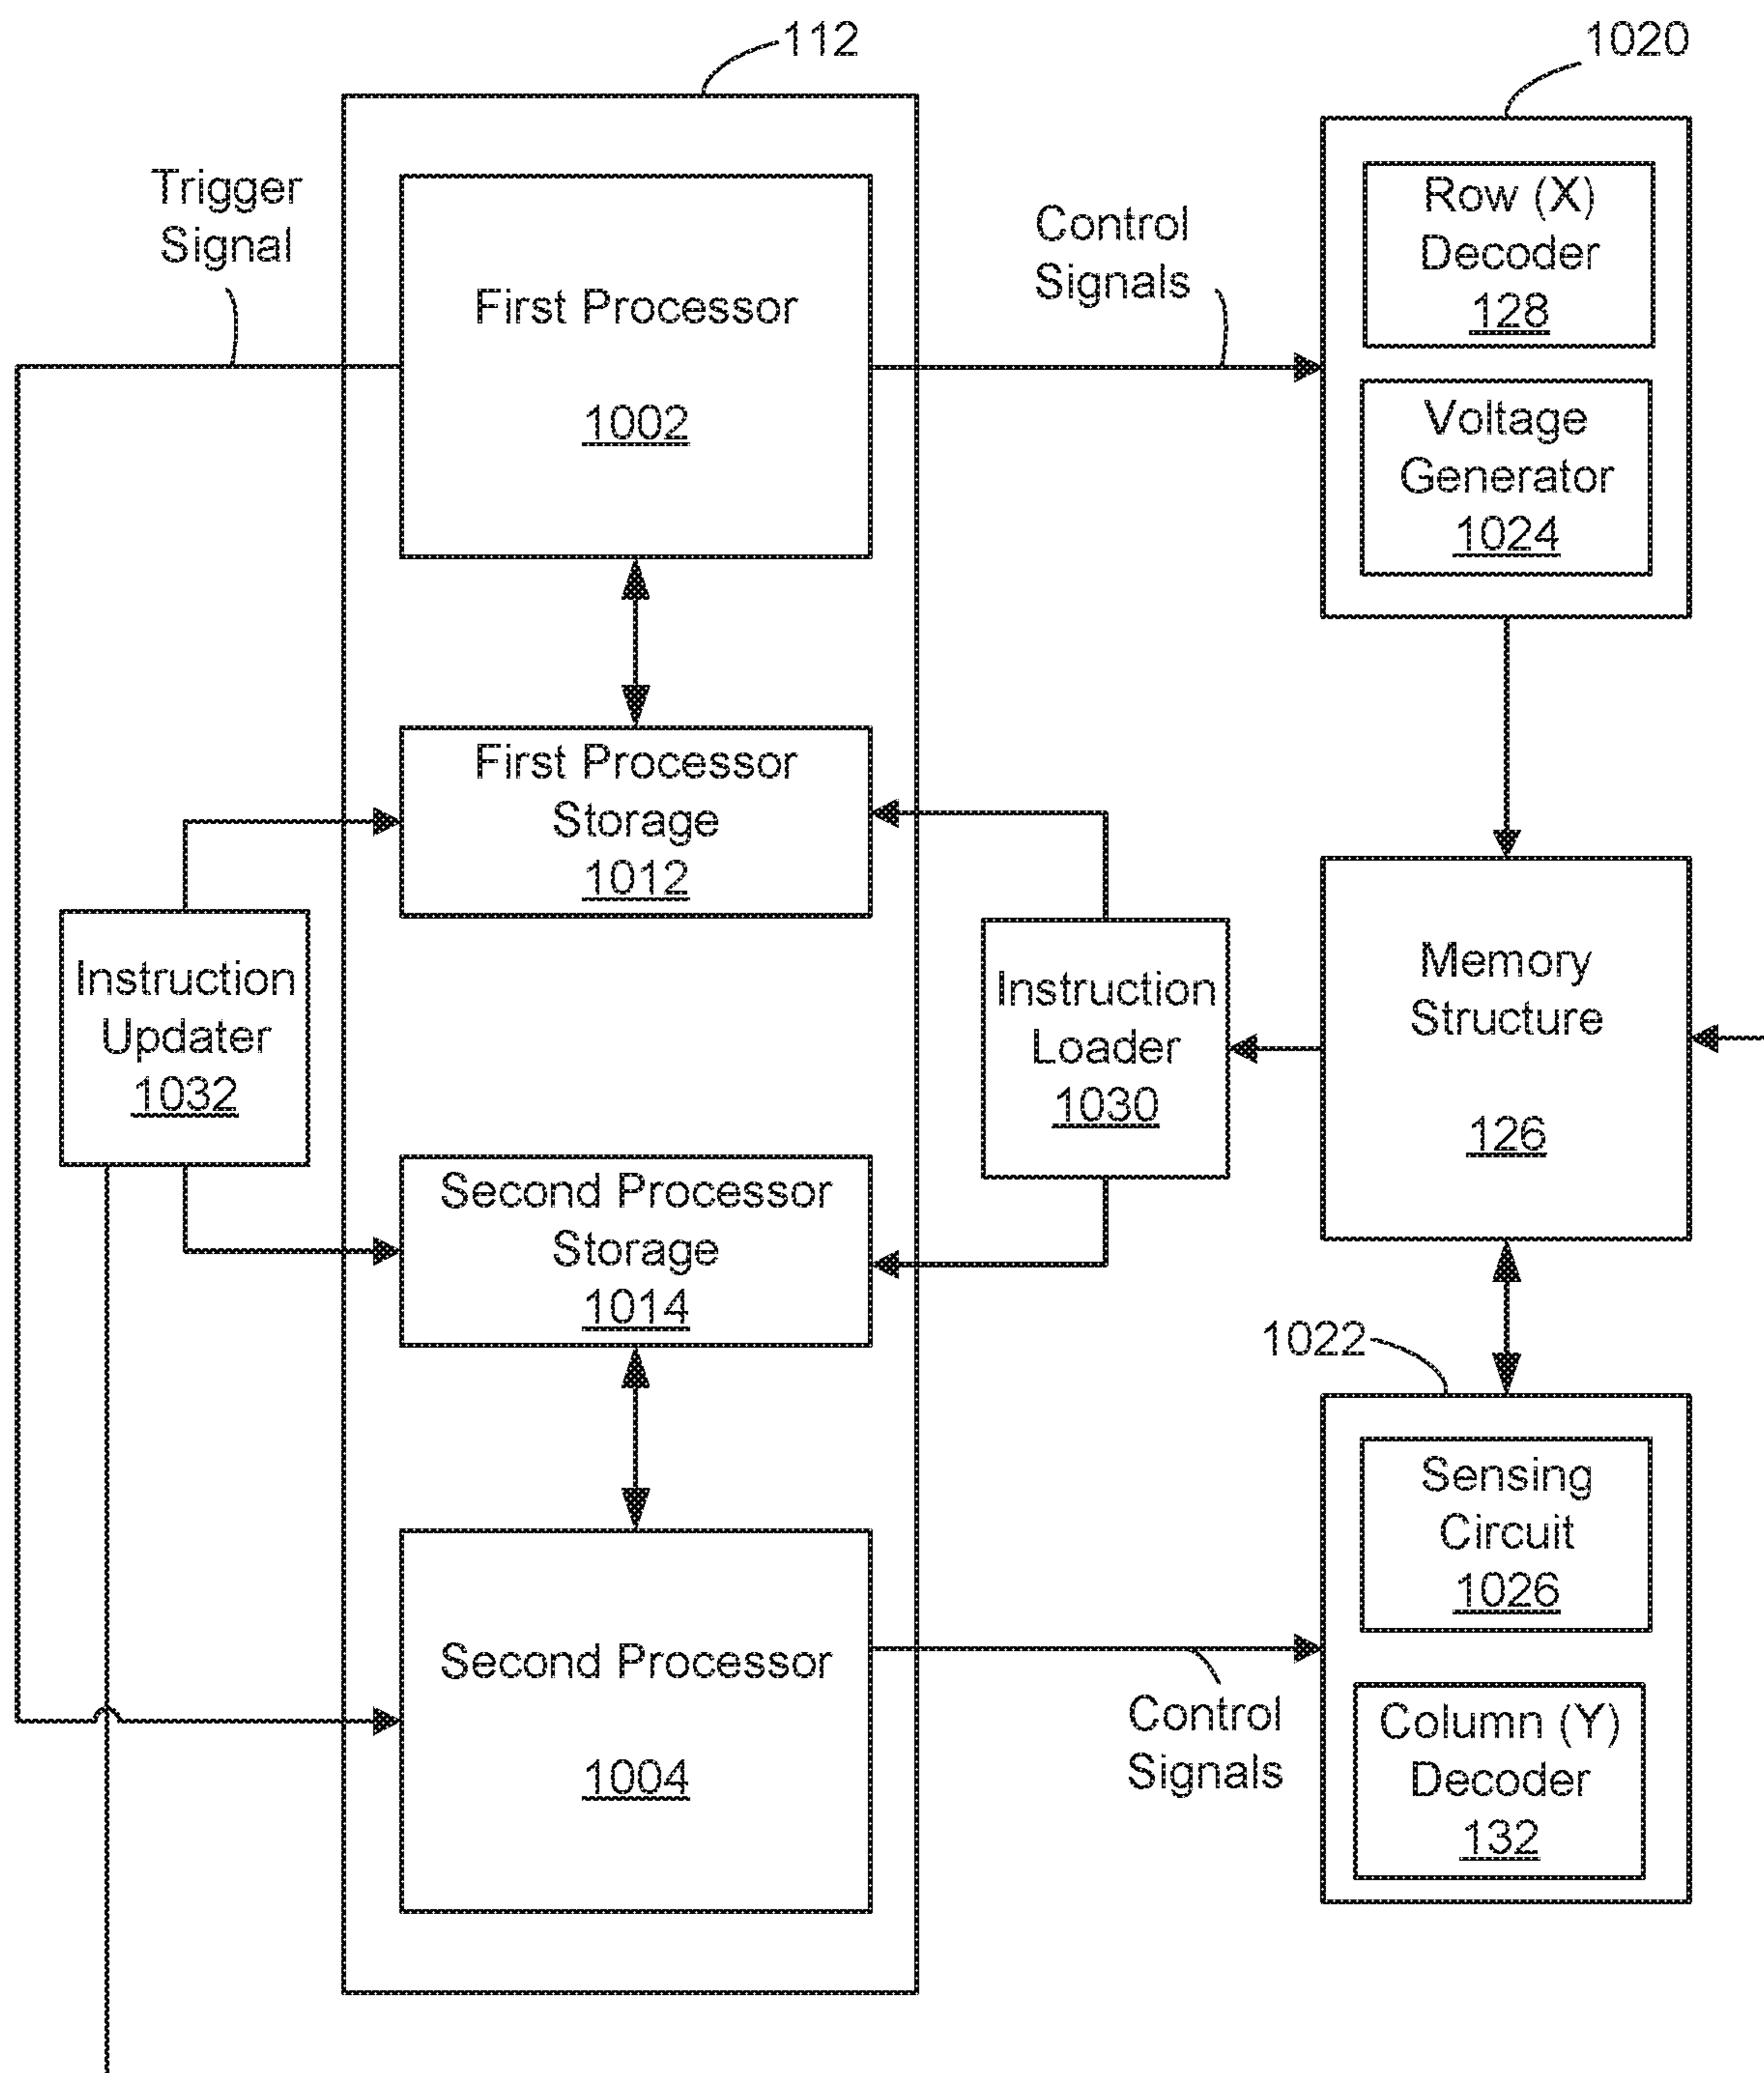 112
1020
Trigger
Signal
First Processor
1002
Control
Signals
Row (X)
Decoder
128
Voltage
Generator
1024
First Processor
Storage
1012
Instruction
Updater
1032
Instruction
Loader
1030
Memory
Structure
126
Second Processor
Storage
1014
1022
Second Processor
1004
Control
Signals
Sensing
Circuit
1026
Column (Y)
Decoder
132